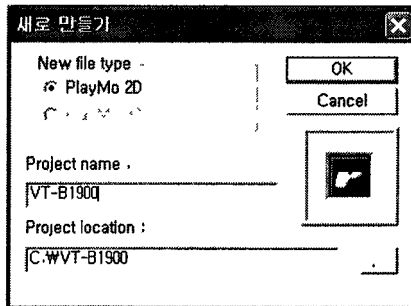 새로 만들기
New file type -
PlayMo 2D
OK
Cancel
Project name :
VT-B1900
Project location :
C:₩VT-B1900